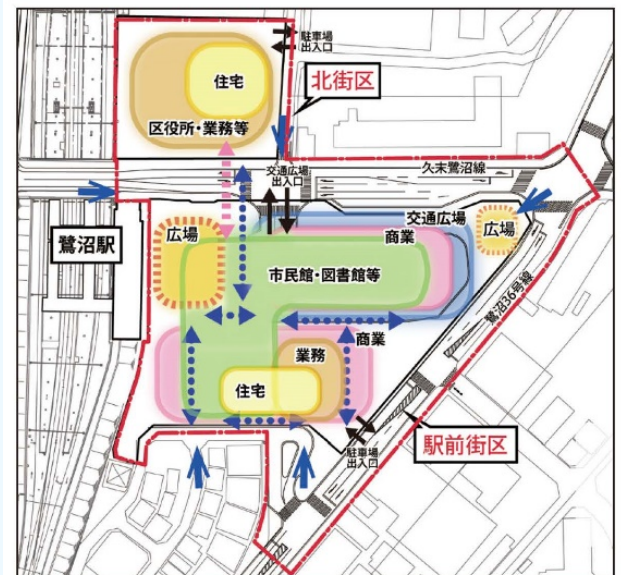 駐車場
出入口
住宅
北街区
区役所・業務等
久末鷺沼線
交通広場
出入口
広場
交通広場
広場
商業
鷺沼駅
市民館・図書館等
鷺沼36号線
商業
業務
住宅
駅前街区
駐車場
出入口